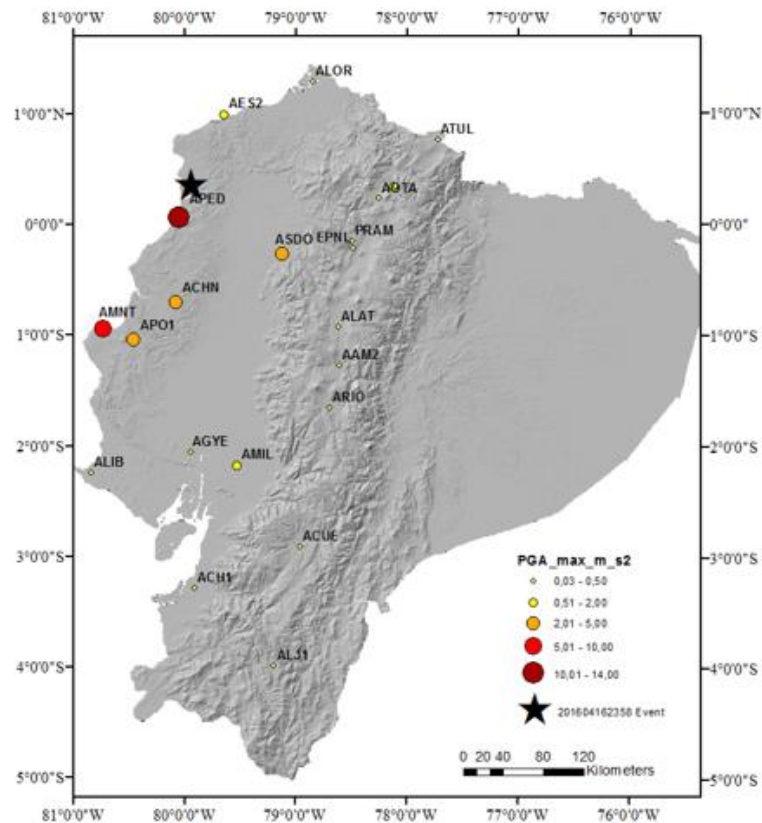 81°0'0"W 80°0'0"W 79°0'0"W 78°0'0"W 77°0'0"W 76°0'0"W
ALOR
AES2
1°0'0"N 1°0'0"N
ATUL
APED
0°0'0" 0°0'0"
ASDO EPNL PRAM
ACHN
AMNT
APO1
ALAT
1°0'0"S 1°0'0"S
AAM2
ARIO
2°0'0"S 2°0'0"S
AGYE
AMIL
ALIB
ACUE
3°0'0"S 3°0'0"S
ACH1
PGA_max_m_s2
0,03 - 0,50
0,51 - 2,00
2,01 - 5,00
5,01 - 10,00
10,01 - 14,00
201604162358 Event
ALJ1
4°0'0"S 4°0'0"S
0 20 40 80 120
Kilometers
5°0'0"S 5°0'0"S
81°0'0"W 80°0'0"W 79°0'0"W 78°0'0"W 77°0'0"W 76°0'0"W